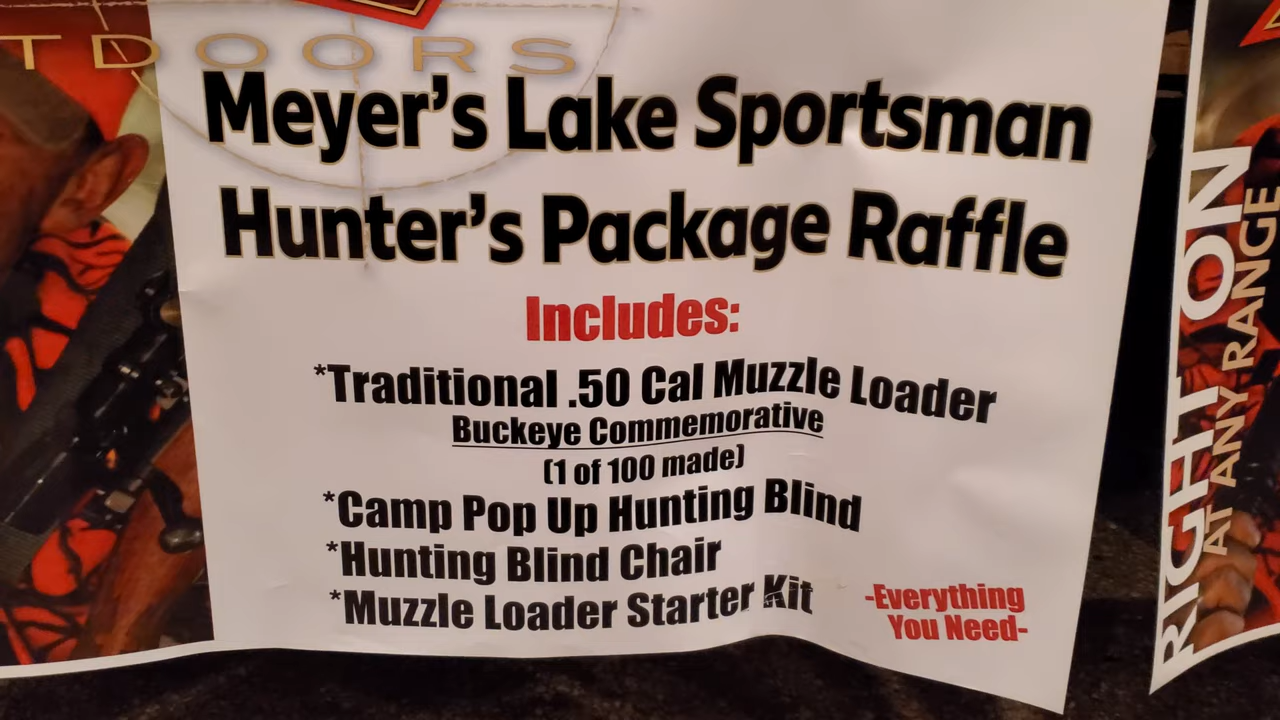 TDOORS
Meyer's Lake Sportsman
Hunter's Package Raffle
Includes:
*Traditional .50 Cal Muzzle Loader
Buckeye Commemorative
(1 of 100 made)
*Camp Pop Up Hunting Blind
*Hunting Blind Chair
*Muzzle Loader Starter Kit
-Everything
You Need-
RIGHT ON
AT ANY RANGE